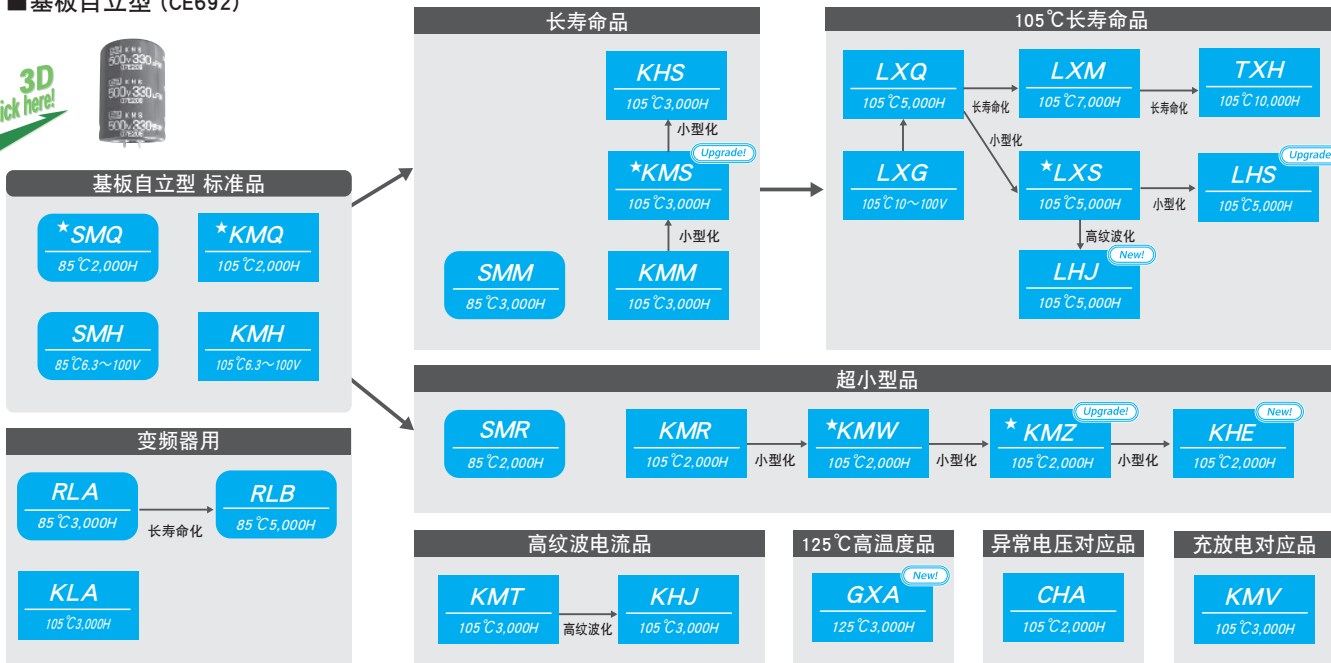 ■基板自立型 (CE692)
KHS
500v330
KMS
500v330
KMS
500v330
3D
ick here!
基板自立型 标准品
★SMQ
85℃2,000H
★KMQ
105℃2,000H
SMH
85℃6.3～100V
KMH
105℃6.3～100V
变频器用
RLA
85℃3,000H
长寿命化
RLB
85℃5,000H
KLA
105℃3,000H
长寿命品
KHS
105℃3,000H
小型化
Upgrade!
★KMS
105℃3,000H
小型化
SMM
85℃3,000H
KMM
105℃3,000H
105℃长寿命品
LXQ
105℃5,000H
长寿命化
LXM
105℃7,000H
长寿命化
TXH
105℃10,000H
小型化
LXG
105℃10～100V
★LXS
105℃5,000H
小型化
Upgrade
LHS
105℃5,000H
高纹波化
New!
LHJ
105℃5,000H
超小型品
SMR
85℃2,000H
KMR
105℃2,000H
小型化
★KMW
105℃2,000H
小型化
Upgrade!
★KMZ
105℃2,000H
小型化
New!
KHE
105℃2,000H
高纹波电流品
KMT
105℃3,000H
高纹波化
KHJ
105℃3,000H
125℃高温度品
New!
GXA
125℃3,000H
异常电压对应品
CHA
105℃2,000H
充放电对应品
KMV
105℃3,000H